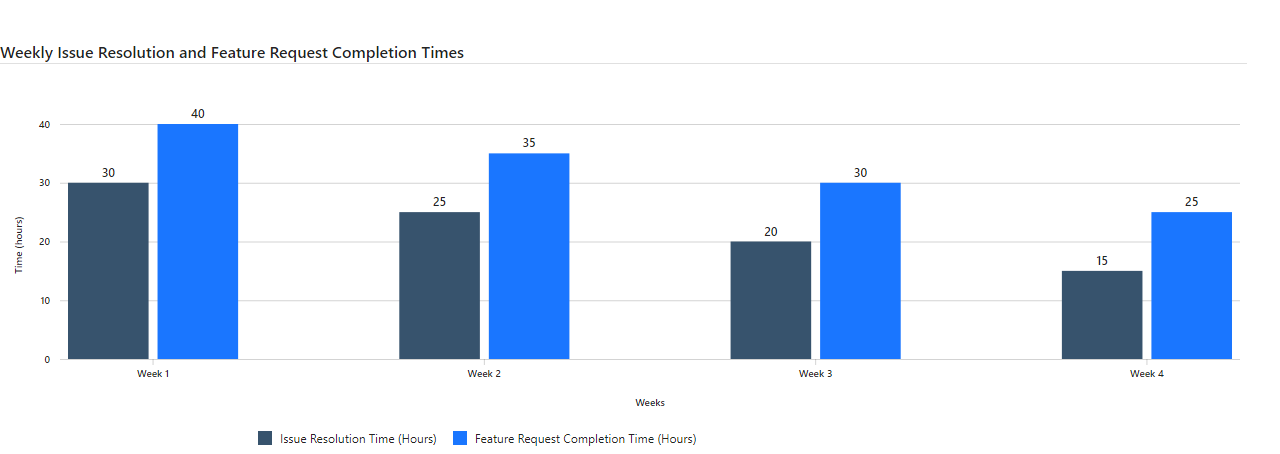 Weekly Issue Resolution and Feature Request Completion Times
40
30
20
10
0
Time (hours)
30
40
25
35
20
30
15
25
Week 1
Week 2
Week 3
Week 4
Weeks
Issue Resolution Time (Hours)
Feature Request Completion Time (Hours)